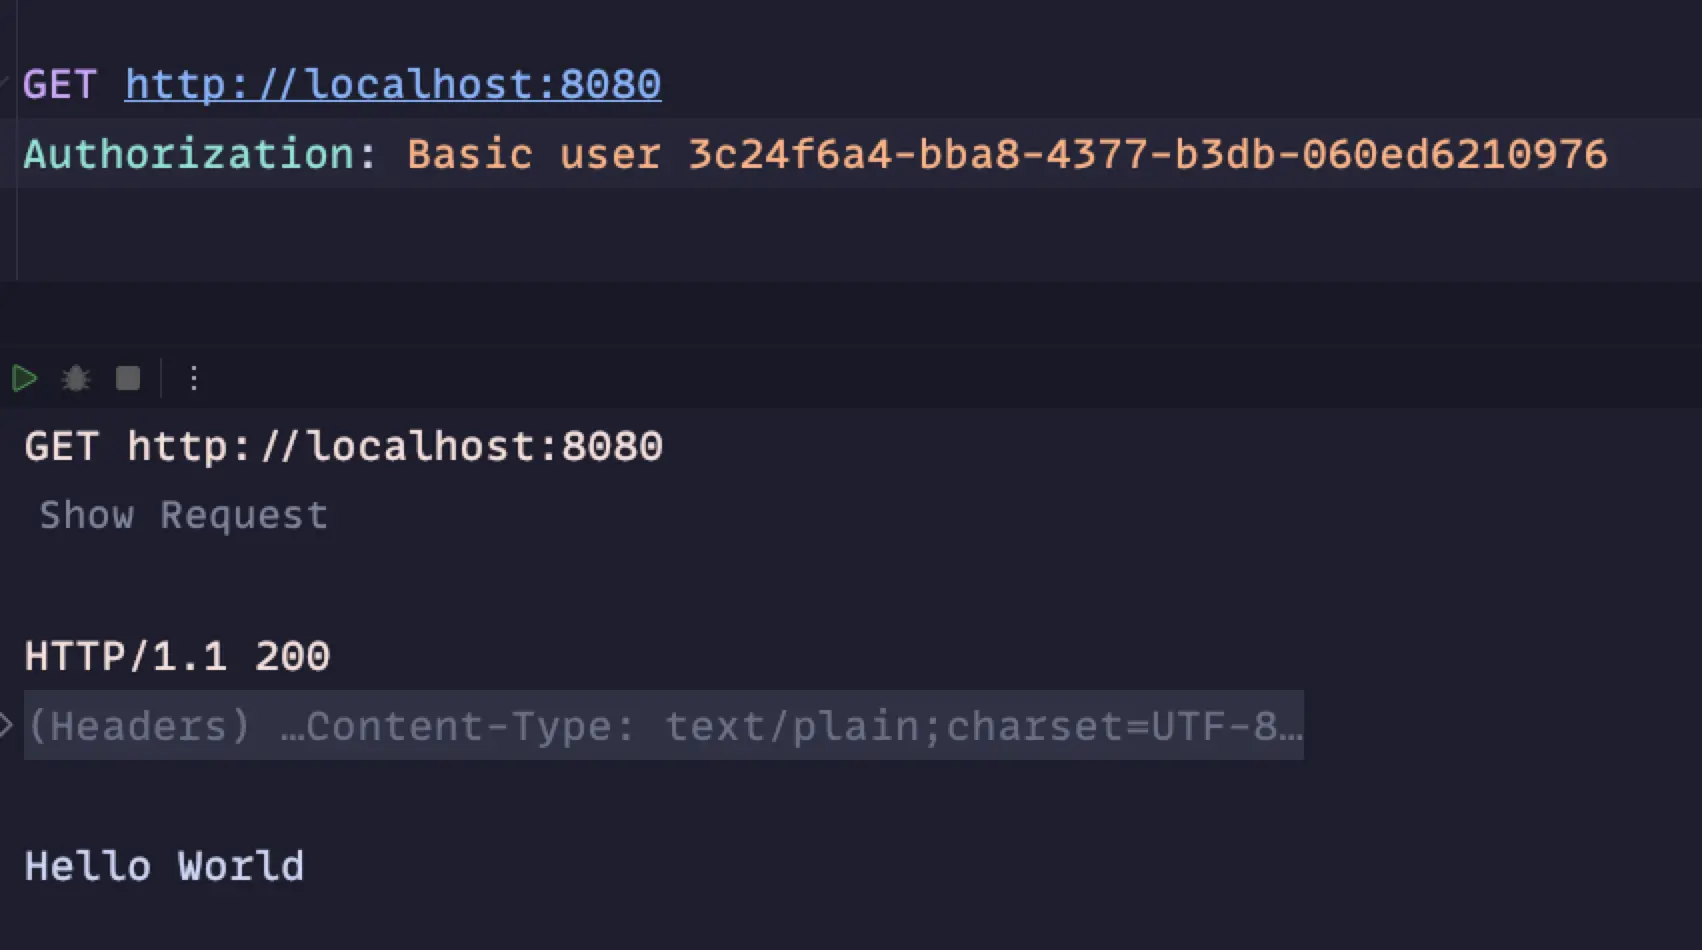 GET http://localhost:8080
Authorization: Basic user 3c24f6a4-bba8-4377-b3db-060ed6210976
GET http://localhost:8080
Show Request
HTTP/1.1 200
(Headers) …Content-Type: text/plain;charset=UTF-8…
Hello World